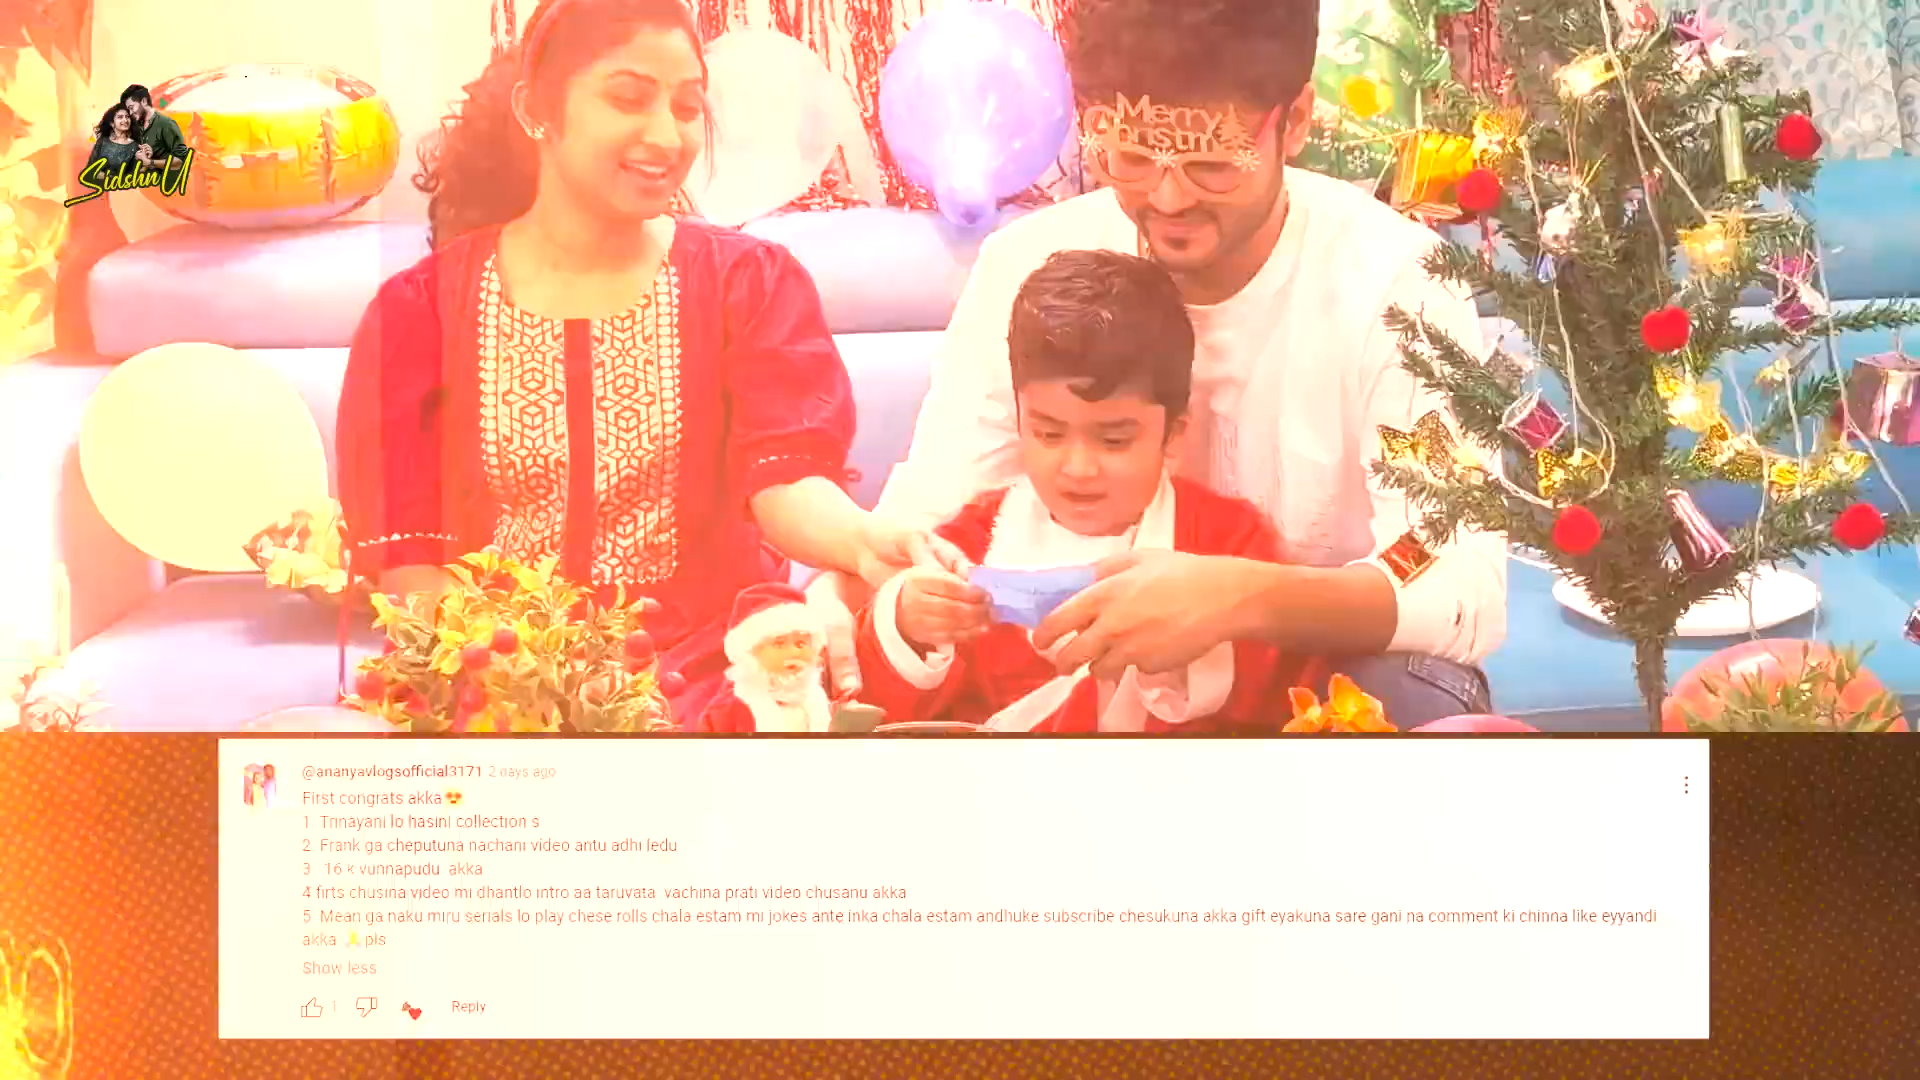 Merry
SidshnU
@ananyavlogsofficial3171 2 days ago
First congrats akka
1 Trinayani lo hasini collection s
2 Frank ga cheputuna nachani video antu adhi ledu
3 16 k vunnapudu akka
4 firts chusina video mi dhantlo intro aa taruvata vachina prati video chusanu akka
5 Mean ga naku miru serials lo play chese rolls chala estam mi jokes ante inka chala estam andhuke subscribe chesukuna akka gift eyakuna sare gani na comment ki chinna like eyyandi
akka pls
Show less
1 Reply